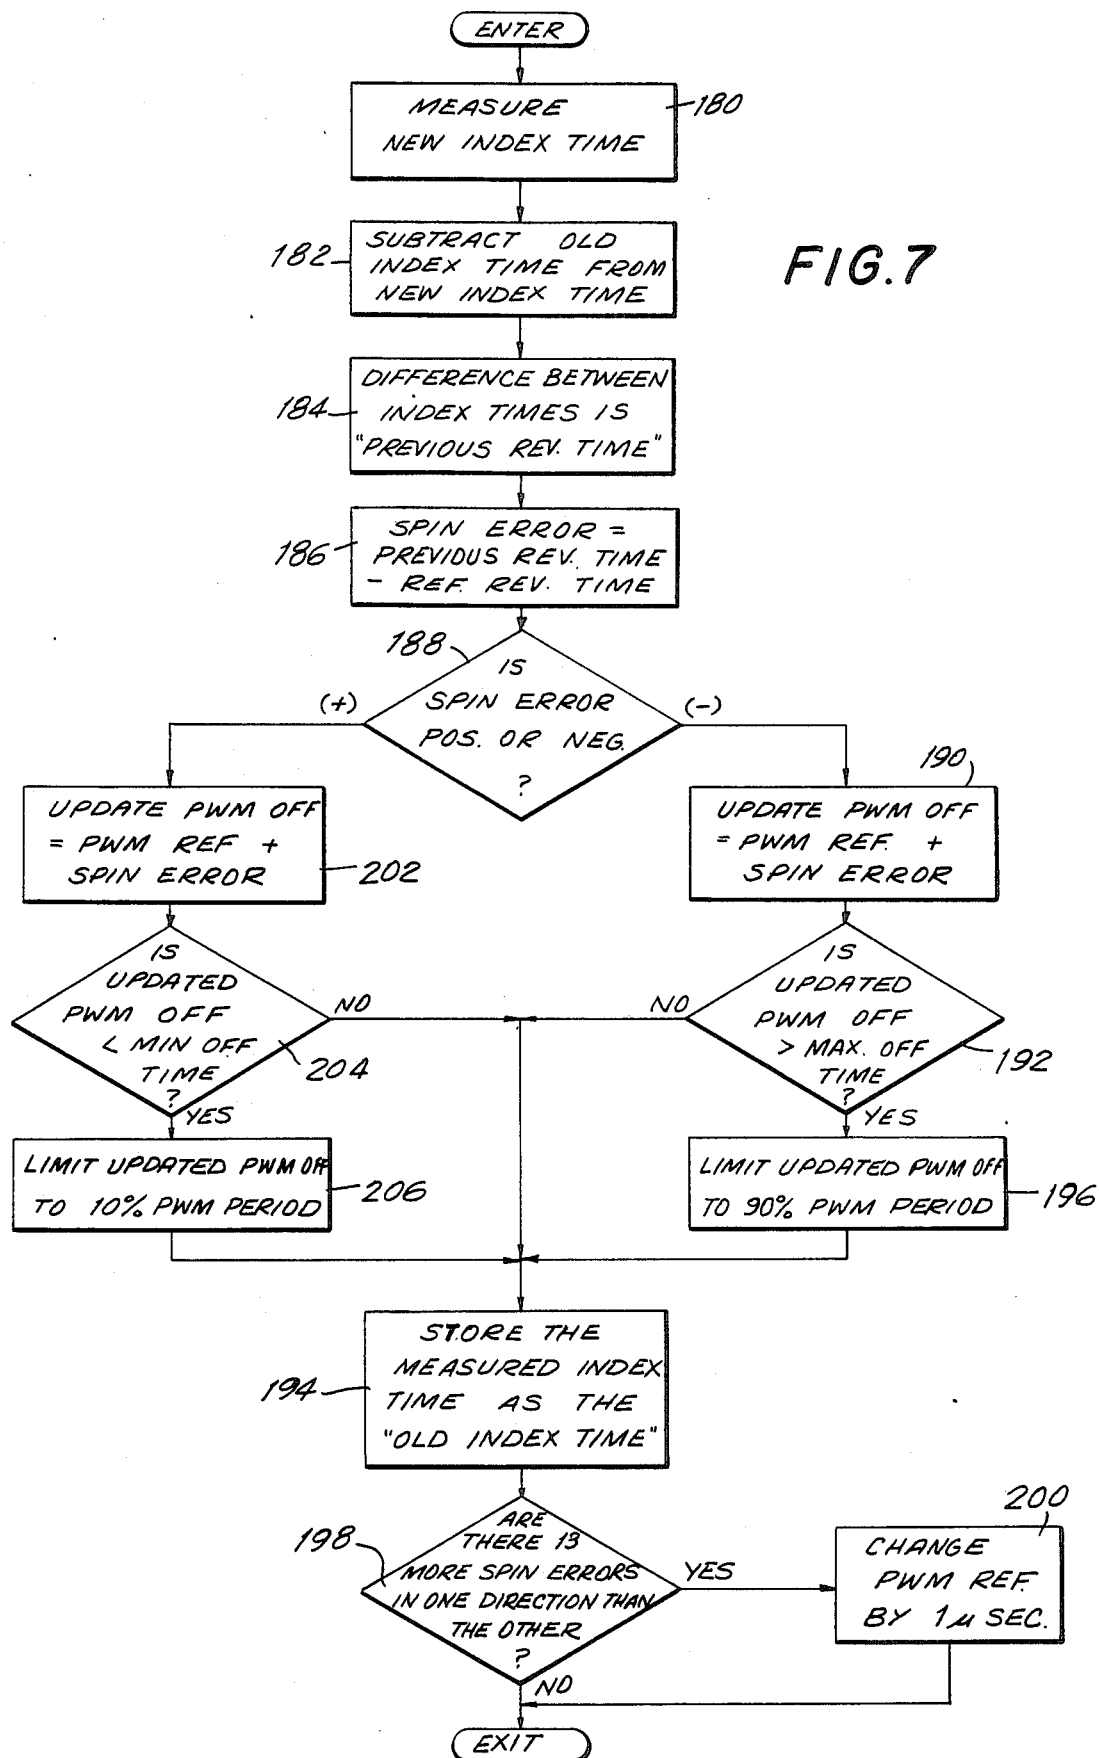 ENTER
MEASURE
NEW INDEX TIME
180
SUBTRACT OLD
INDEX TIME FROM
NEW INDEX TIME
182
FIG.7
DIFFERENCE BETWEEN
INDEX TIMES IS
"PREVIOUS REV. TIME"
184
SPIN ERROR =
PREVIOUS REV. TIME
- REF. REV. TIME
186
188
IS
SPIN ERROR
POS. OR NEG.
?
(+)
(-)
UPDATE PWM OFF
= PWM REF +
SPIN ERROR
202
190
UPDATE PWM OFF
= PWM REF. +
SPIN ERROR
IS
UPDATED
PWM OFF
< MIN OFF
TIME
?
204
NO
YES
IS
UPDATED
PWM OFF
> MAX. OFF
TIME
?
192
NO
YES
LIMIT UPDATED PWM OFF
TO 10% PWM PERIOD
206
LIMIT UPDATED PWM OFF
TO 90% PWM PERIOD
196
STORE THE
MEASURED INDEX
TIME AS THE
"OLD INDEX TIME"
194
ARE
THERE 13
MORE SPIN ERRORS
IN ONE DIRECTION THAN
THE OTHER
?
198
YES
NO
200
CHANGE
PWM REF.
BY 1µ SEC.
EXIT